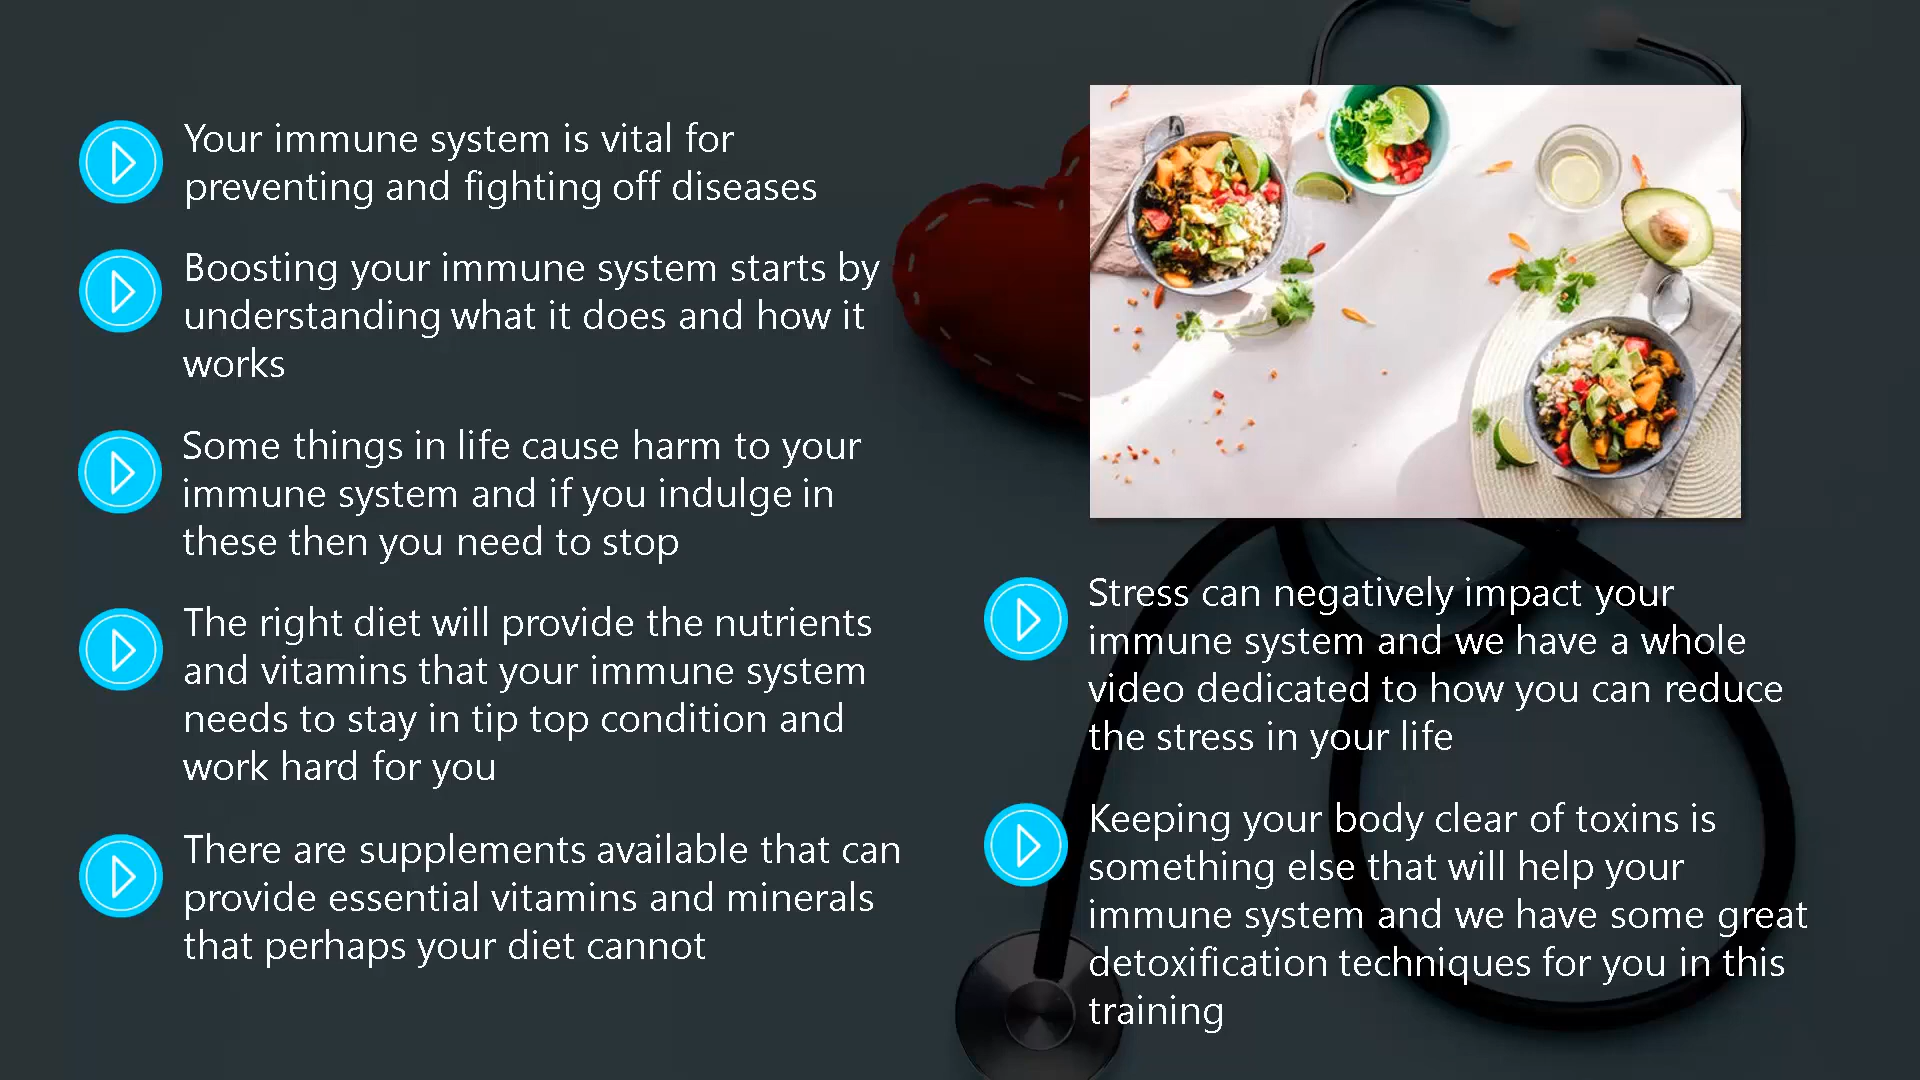 Your immune system is vital for
preventing and fighting off diseases
Boosting your immune system starts by
understanding what it does and how it
works
Some things in life cause harm to your
immune system and if you indulge in
these then you need to stop
The right diet will provide the nutrients
and vitamins that your immune system
needs to stay in tip top condition and
work hard for you
There are supplements available that can
provide essential vitamins and minerals
that perhaps your diet cannot
Stress can negatively impact your
immune system and we have a whole
video dedicated to how you can reduce
the stress in your life
Keeping your body clear of toxins is
something else that will help your
immune system and we have some great
detoxification techniques for you in this
training